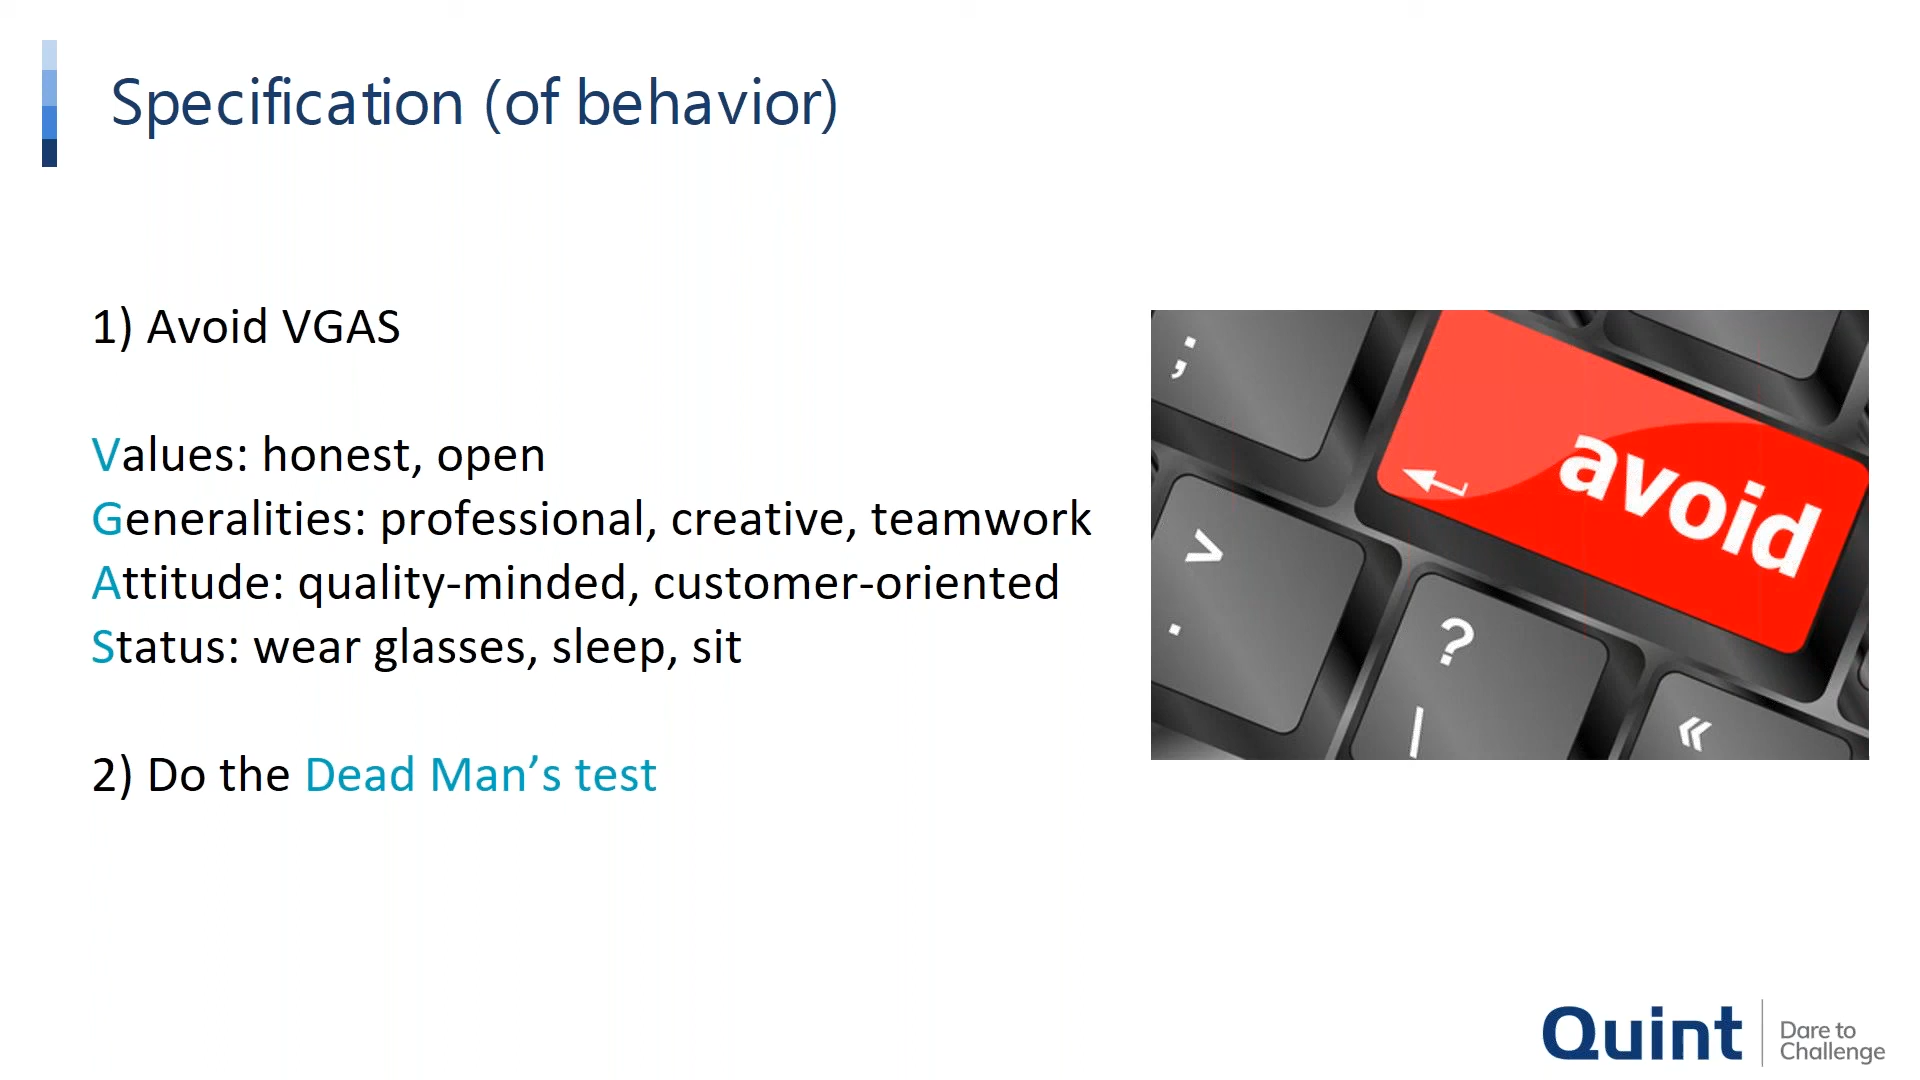 Specification (of behavior)
1) Avoid VGAS
Values: honest, open
Generalities: professional, creative, teamwork
Attitude: quality-minded, customer-oriented
Status: wear glasses, sleep, sit
2) Do the Dead Man’s test
;
avoid
>
.
?
/
«
Quint
Dare to
Challenge